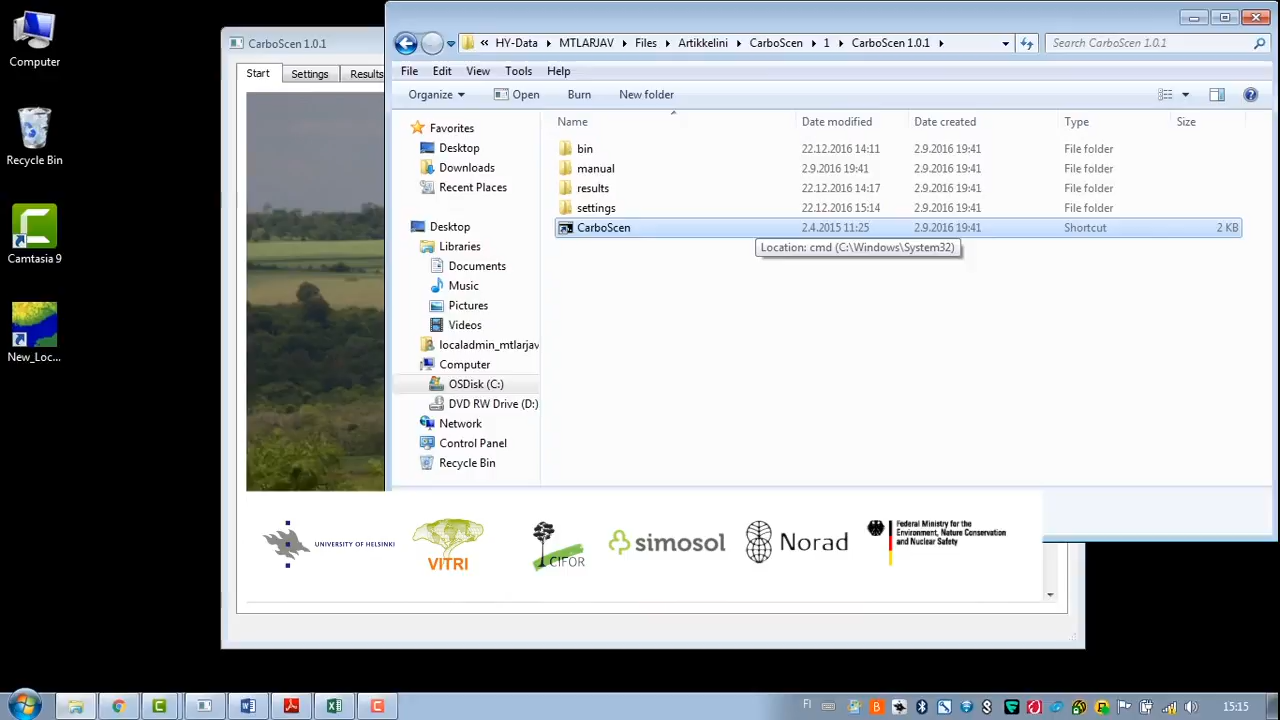 Computer
Recycle Bin
Camtasia 9
New_Loc...
CarboScen 1.0.1
Start
Settings
Results
HY-Data
MTLARJAV
Files
Artikkelini
CarboScen
1
CarboScen 1.0.1
Search CarboScen 1.0.1
File Edit View Tools Help
Organize Open Burn New folder
Favorites
Desktop
Downloads
Recent Places
Desktop
Libraries
Documents
Music
Pictures
Videos
localadmin_mtlarjav
Computer
OSDisk (C:)
DVD RW Drive (D:)
Network
Control Panel
Recycle Bin
Name Date modified Date created Type Size
bin 22.12.2016 14:11 2.9.2016 19:41 File folder
manual 2.9.2016 19:41 2.9.2016 19:41 File folder
results 22.12.2016 14:17 2.9.2016 19:41 File folder
settings 22.12.2016 15:14 2.9.2016 19:41 File folder
CarboScen 2.4.2015 11:25 2.9.2016 19:41 Shortcut 2 KB
Location: cmd (C:\Windows\System32)
UNIVERSITY OF HELSINKI
VITRI
CIFOR
simosol
Norad
Federal Ministry for the
Environment, Nature Conservation
and Nuclear Safety
FI
15:15